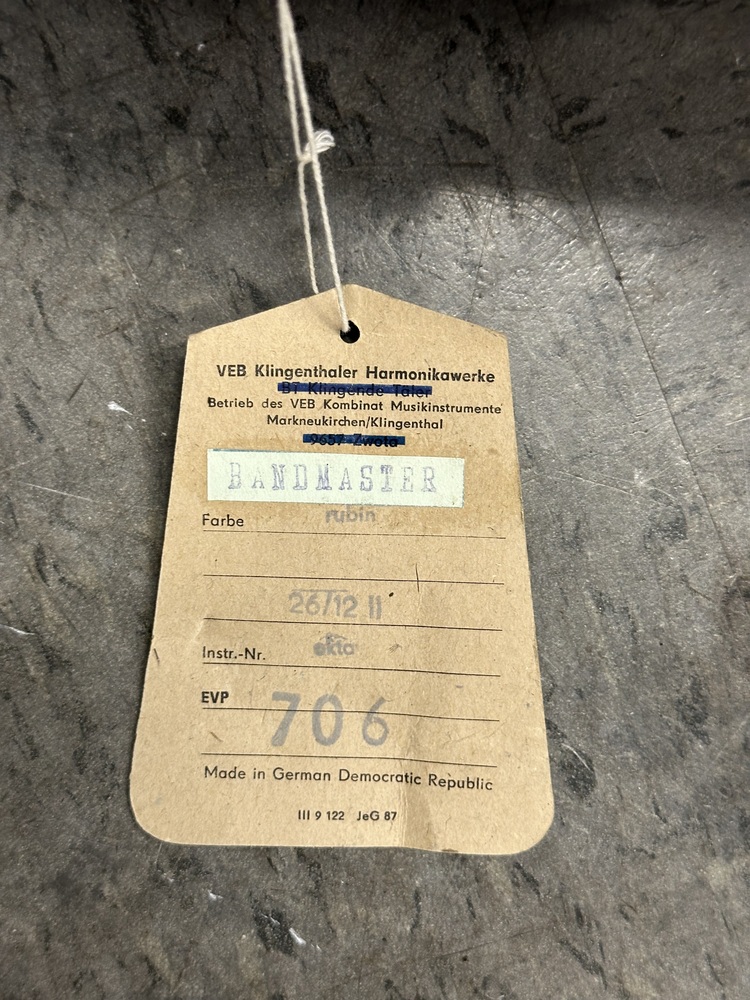 VEB Klingenthaler Harmonikawerke
BT Klingende Täler
Betrieb des VEB Kombinat Musikinstrumente
Markneukirchen/Klingenthal
9657 Zwota
BANDMASTER
Farbe rubin
26/12 II
Instr.-Nr. okta
EVP 706
Made in German Democratic Republic
III 9 122 JeG 87